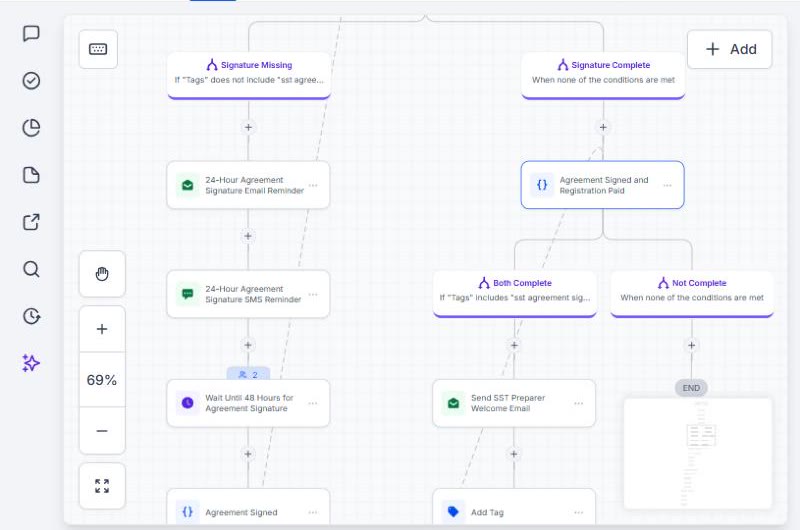 Signature Missing
If "Tags" does not include "sst agree...
Signature Complete
When none of the conditions are met
Add
24-Hour Agreement
Signature Email Reminder
Agreement Signed and
Registration Paid
24-Hour Agreement
Signature SMS Reminder
Both Complete
If "Tags" includes "sst agreement sig...
Not Complete
When none of the conditions are met
2
69%
Wait Until 48 Hours for
Agreement Signature
Send SST Preparer
Welcome Email
END
Agreement Signed
Add Tag